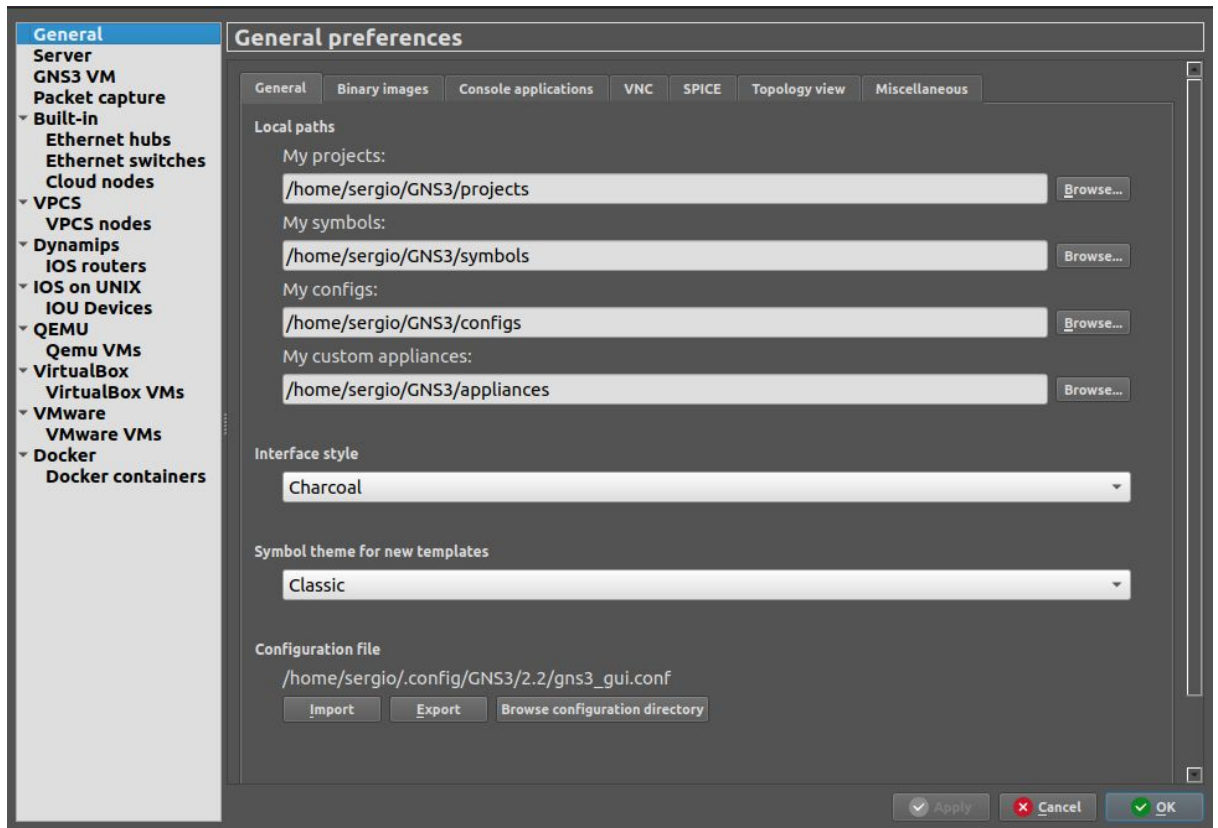 General
Server
GNS3 VM
Packet capture
Built-in
Ethernet hubs
Ethernet switches
Cloud nodes
VPCS
VPCS nodes
Dynamips
IOS routers
IOS on UNIX
IOU Devices
QEMU
Qemu VMs
VirtualBox
VirtualBox VMs
VMware
VMware VMs
Docker
Docker containers
General preferences
General Binary images Console applications VNC SPICE Topology view Miscellaneous
Local paths
My projects:
/home/sergio/GNS3/projects Browse...
My symbols:
/home/sergio/GNS3/symbols Browse...
My configs:
/home/sergio/GNS3/configs Browse...
My custom appliances:
/home/sergio/GNS3/appliances Browse...
Interface style
Charcoal
Symbol theme for new templates
Classic
Configuration file
/home/sergio/.config/GNS3/2.2/gns3_gui.conf
Import Export Browse configuration directory
Apply Cancel OK